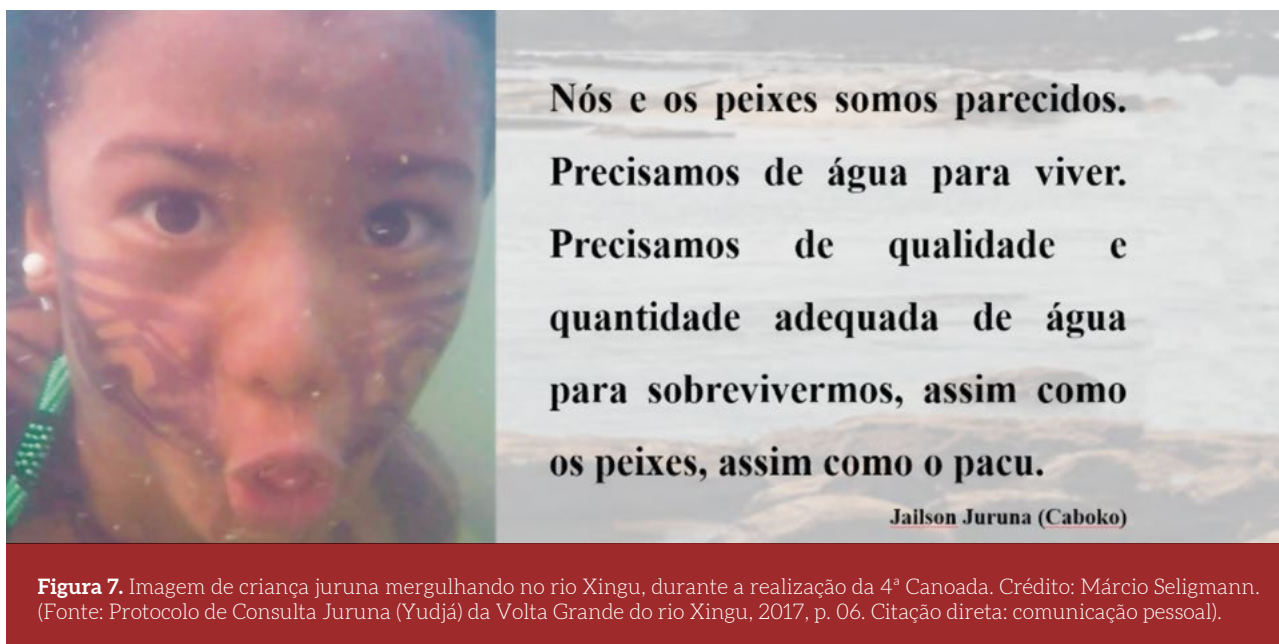 Nós e os peixes somos parecidos.
Precisamos de água para viver.
Precisamos de qualidade e
quantidade adequada de água
para sobrevivermos, assim como
os peixes, assim como o pacu.
Jailson Juruna (Caboko)
Figura 7. Imagem de criança juruna mergulhando no rio Xingu, durante a realização da 4ª Canoada. Crédito: Márcio Seligmann.
(Fonte: Protocolo de Consulta Juruna (Yudjá) da Volta Grande do rio Xingu, 2017, p. 06. Citação direta: comunicação pessoal).